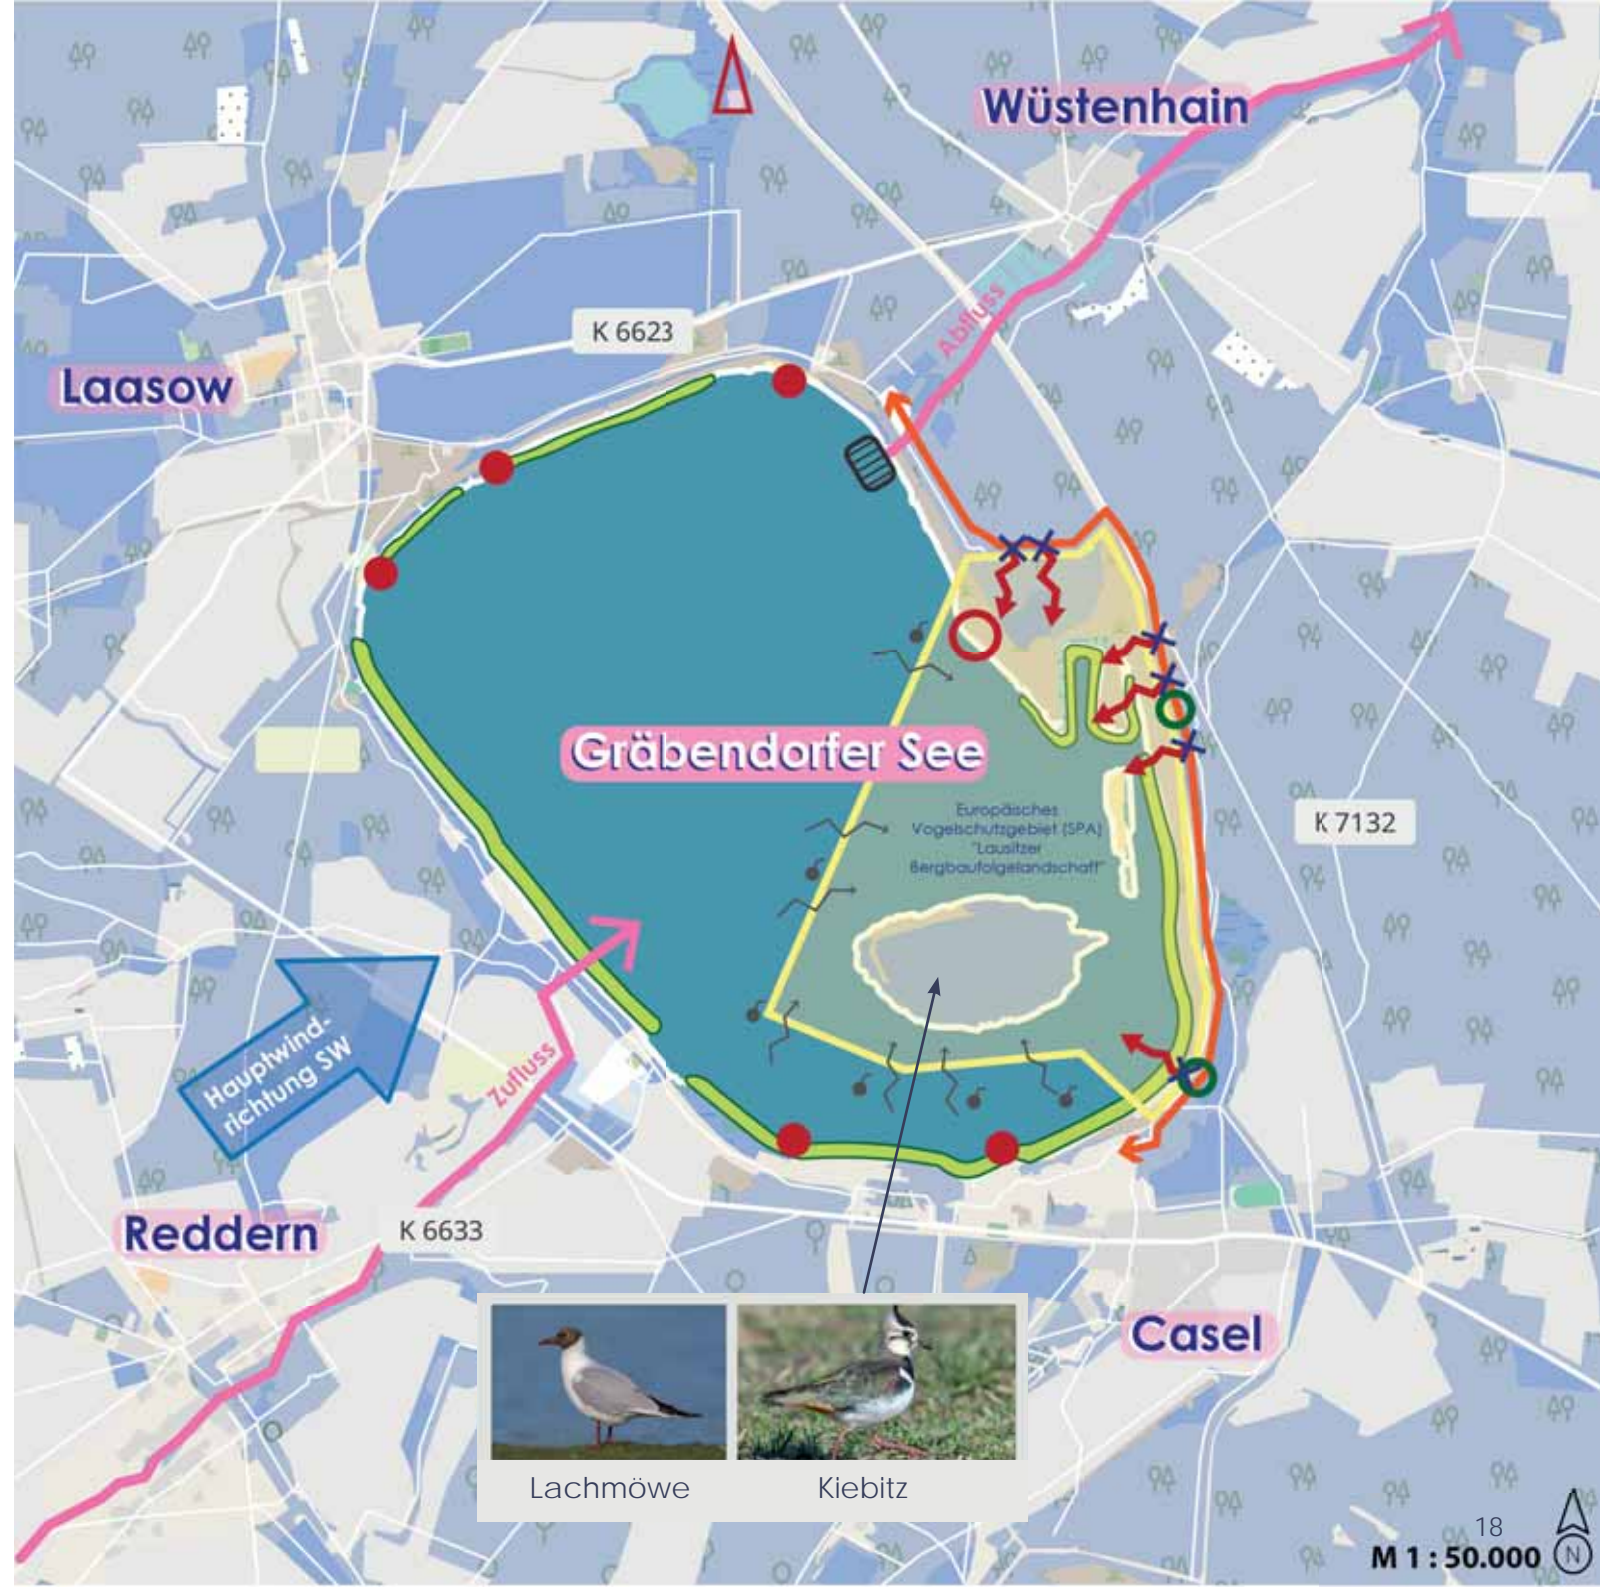 Wüstenhain
K 6623
Abfluss
Laasow
Gräbendorfer See
Europäisches
Vogelschutzgebiet (SPA)
"Lausitzer
Bergbaufolgelandschaft"
K 7132
Hauptwind-
richtung SW
Zufluss
Reddern
K 6633
Casel
Lachmöwe
Kiebitz
18
M 1 : 50.000
N